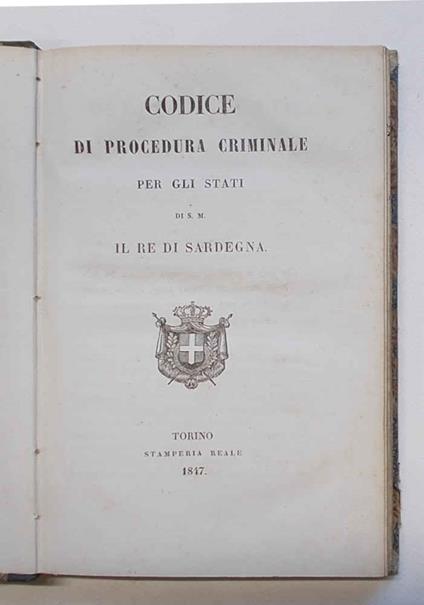 CODICE
DI PROCEDURA CRIMINALE
PER GLI STATI
DI S. M.
IL RE DI SARDEGNA.
TORINO
STAMPERIA REALE
1847.